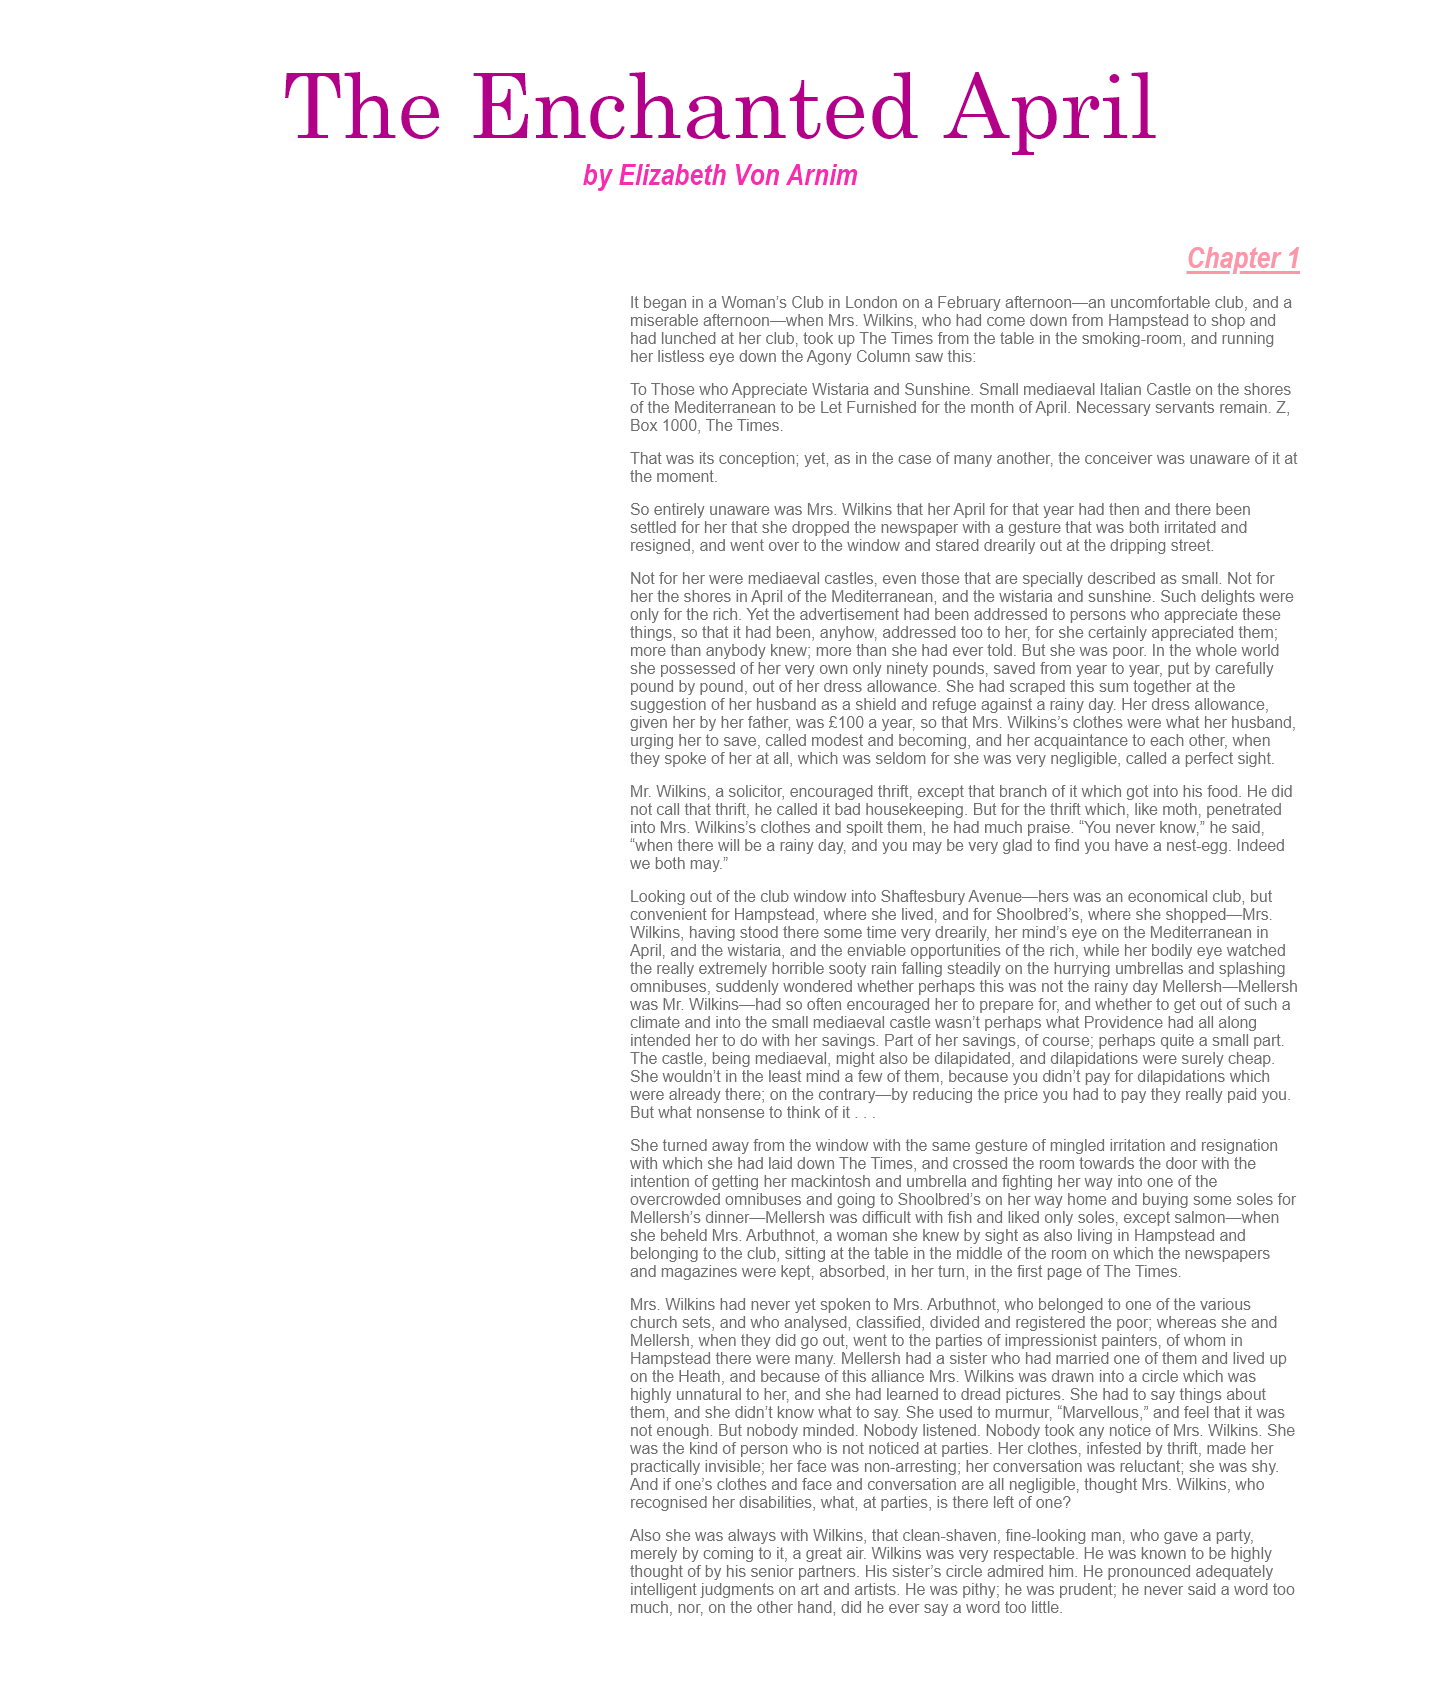 The Enchanted April
by Elizabeth Von Arnim
Chapter 1
It began in a Woman’s Club in London on a February afternoon—an uncomfortable club, and a
miserable afternoon—when Mrs. Wilkins, who had come down from Hampstead to shop and
had lunched at her club, took up The Times from the table in the smoking-room, and running
her listless eye down the Agony Column saw this:
To Those who Appreciate Wistaria and Sunshine. Small mediaeval Italian Castle on the shores
of the Mediterranean to be Let Furnished for the month of April. Necessary servants remain. Z,
Box 1000, The Times.
That was its conception; yet, as in the case of many another, the conceiver was unaware of it at
the moment.
So entirely unaware was Mrs. Wilkins that her April for that year had then and there been
settled for her that she dropped the newspaper with a gesture that was both irritated and
resigned, and went over to the window and stared drearily out at the dripping street.
Not for her were mediaeval castles, even those that are specially described as small. Not for
her the shores in April of the Mediterranean, and the wistaria and sunshine. Such delights were
only for the rich. Yet the advertisement had been addressed to persons who appreciate these
things, so that it had been, anyhow, addressed too to her, for she certainly appreciated them;
more than anybody knew; more than she had ever told. But she was poor. In the whole world
she possessed of her very own only ninety pounds, saved from year to year, put by carefully
pound by pound, out of her dress allowance. She had scraped this sum together at the
suggestion of her husband as a shield and refuge against a rainy day. Her dress allowance,
given her by her father, was £100 a year, so that Mrs. Wilkins’s clothes were what her husband,
urging her to save, called modest and becoming, and her acquaintance to each other, when
they spoke of her at all, which was seldom for she was very negligible, called a perfect sight.
Mr. Wilkins, a solicitor, encouraged thrift, except that branch of it which got into his food. He did
not call that thrift, he called it bad housekeeping. But for the thrift which, like moth, penetrated
into Mrs. Wilkins’s clothes and spoilt them, he had much praise. “You never know,” he said,
“when there will be a rainy day, and you may be very glad to find you have a nest-egg. Indeed
we both may.”
Looking out of the club window into Shaftesbury Avenue—hers was an economical club, but
convenient for Hampstead, where she lived, and for Shoolbred’s, where she shopped—Mrs.
Wilkins, having stood there some time very drearily, her mind’s eye on the Mediterranean in
April, and the wistaria, and the enviable opportunities of the rich, while her bodily eye watched
the really extremely horrible sooty rain falling steadily on the hurrying umbrellas and splashing
omnibuses, suddenly wondered whether perhaps this was not the rainy day Mellersh—Mellersh
was Mr. Wilkins—had so often encouraged her to prepare for, and whether to get out of such a
climate and into the small mediaeval castle wasn’t perhaps what Providence had all along
intended her to do with her savings. Part of her savings, of course; perhaps quite a small part.
The castle, being mediaeval, might also be dilapidated, and dilapidations were surely cheap.
She wouldn’t in the least mind a few of them, because you didn’t pay for dilapidations which
were already there; on the contrary—by reducing the price you had to pay they really paid you.
But what nonsense to think of it . . .
She turned away from the window with the same gesture of mingled irritation and resignation
with which she had laid down The Times, and crossed the room towards the door with the
intention of getting her mackintosh and umbrella and fighting her way into one of the
overcrowded omnibuses and going to Shoolbred’s on her way home and buying some soles for
Mellersh’s dinner—Mellersh was difficult with fish and liked only soles, except salmon—when
she beheld Mrs. Arbuthnot, a woman she knew by sight as also living in Hampstead and
belonging to the club, sitting at the table in the middle of the room on which the newspapers
and magazines were kept, absorbed, in her turn, in the first page of The Times.
Mrs. Wilkins had never yet spoken to Mrs. Arbuthnot, who belonged to one of the various
church sets, and who analysed, classified, divided and registered the poor; whereas she and
Mellersh, when they did go out, went to the parties of impressionist painters, of whom in
Hampstead there were many. Mellersh had a sister who had married one of them and lived up
on the Heath, and because of this alliance Mrs. Wilkins was drawn into a circle which was
highly unnatural to her, and she had learned to dread pictures. She had to say things about
them, and she didn’t know what to say. She used to murmur, “Marvellous,” and feel that it was
not enough. But nobody minded. Nobody listened. Nobody took any notice of Mrs. Wilkins. She
was the kind of person who is not noticed at parties. Her clothes, infested by thrift, made her
practically invisible; her face was non-arresting; her conversation was reluctant; she was shy.
And if one’s clothes and face and conversation are all negligible, thought Mrs. Wilkins, who
recognised her disabilities, what, at parties, is there left of one?
Also she was always with Wilkins, that clean-shaven, fine-looking man, who gave a party,
merely by coming to it, a great air. Wilkins was very respectable. He was known to be highly
thought of by his senior partners. His sister’s circle admired him. He pronounced adequately
intelligent judgments on art and artists. He was pithy; he was prudent; he never said a word too
much, nor, on the other hand, did he ever say a word too little.